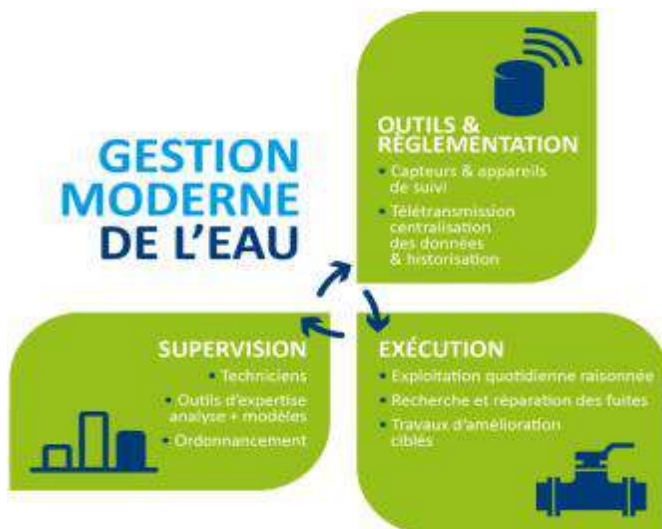 GESTION
MODERNE
DE L'EAU
OUTILS &
RÈGLEMENTATION
• Capteurs & appareils
de suivi
• Télétransmission
centralisation
des données
& historisation
SUPERVISION
• Techniciens
• Outils d'expertise
analyse + modèles
• Ordonnancement
EXÉCUTION
• Exploitation quotidienne raisonnée
• Recherche et réparation des fuites
• Travaux d'amélioration
ciblés